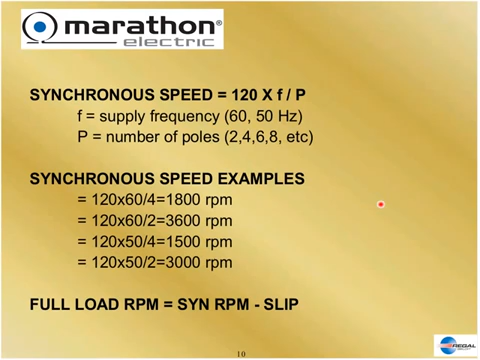 marathon®
electric
SYNCHRONOUS SPEED = 120 X f / P
f = supply frequency (60, 50 Hz)
P = number of poles (2,4,6,8, etc)
SYNCHRONOUS SPEED EXAMPLES
= 120x60/4=1800 rpm
= 120x60/2=3600 rpm
= 120x50/4=1500 rpm
= 120x50/2=3000 rpm
FULL LOAD RPM = SYN RPM - SLIP
10
REGAL